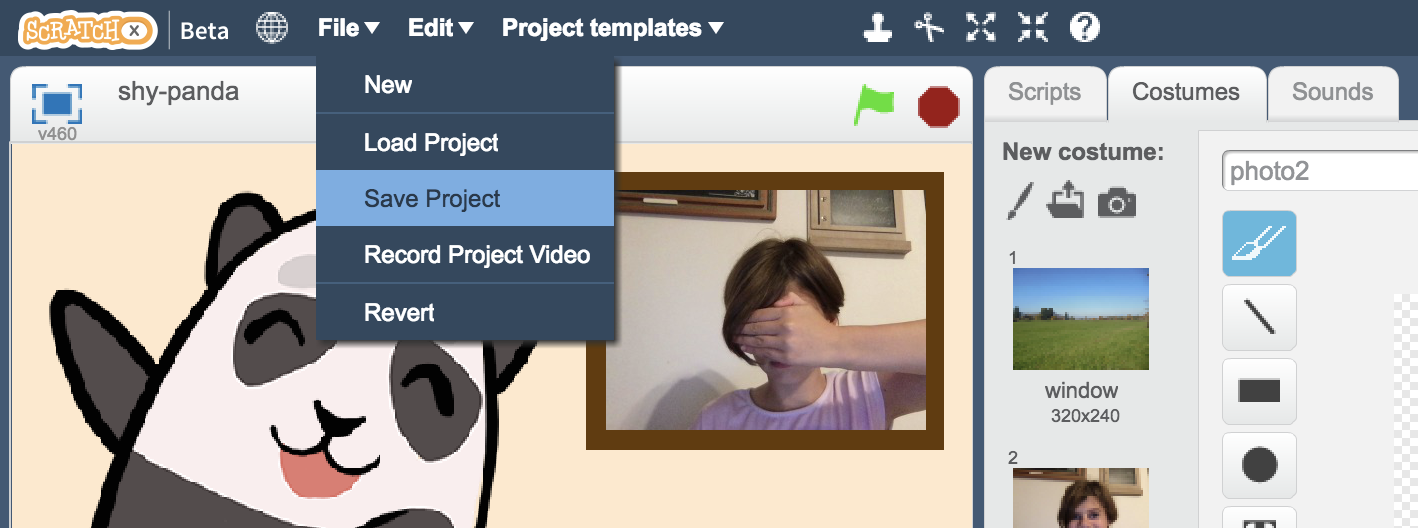 SCRATCH X Beta File Edit Project templates ?
shy-panda
v460
New
Load Project
Save Project
Record Project Video
Revert
Scripts Costumes Sounds
New costume:
photo2
1
window
320x240
2
T